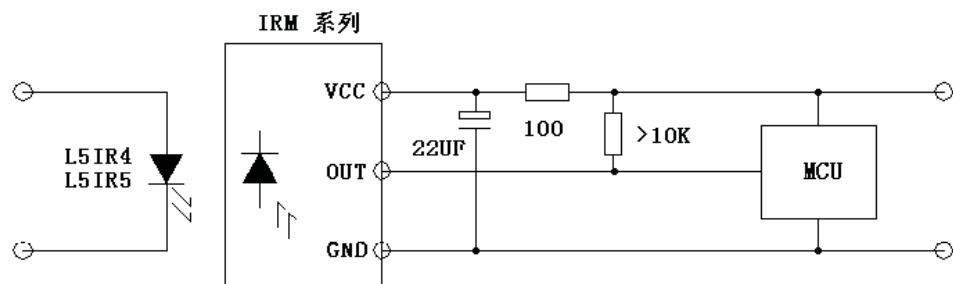 IRM 系列
VCC
100
>10K
22UF
L5IR4
L5IR5
OUT
MCU
GND